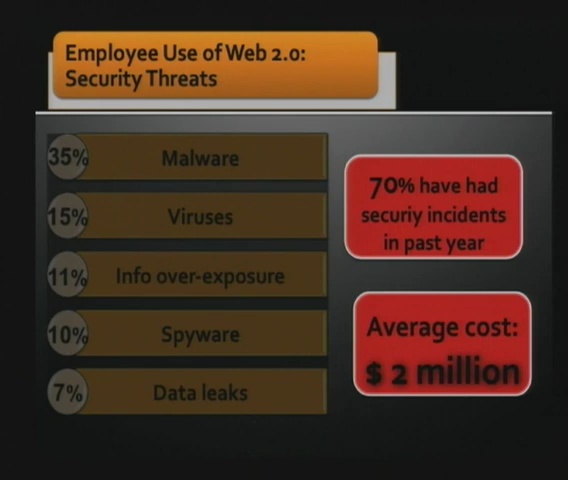 Employee Use of Web 2.0:
Security Threats
35% Malware
15% Viruses
11% Info over-exposure
10% Spyware
7% Data leaks
70% have had
securiy incidents
in past year
Average cost:
$ 2 million